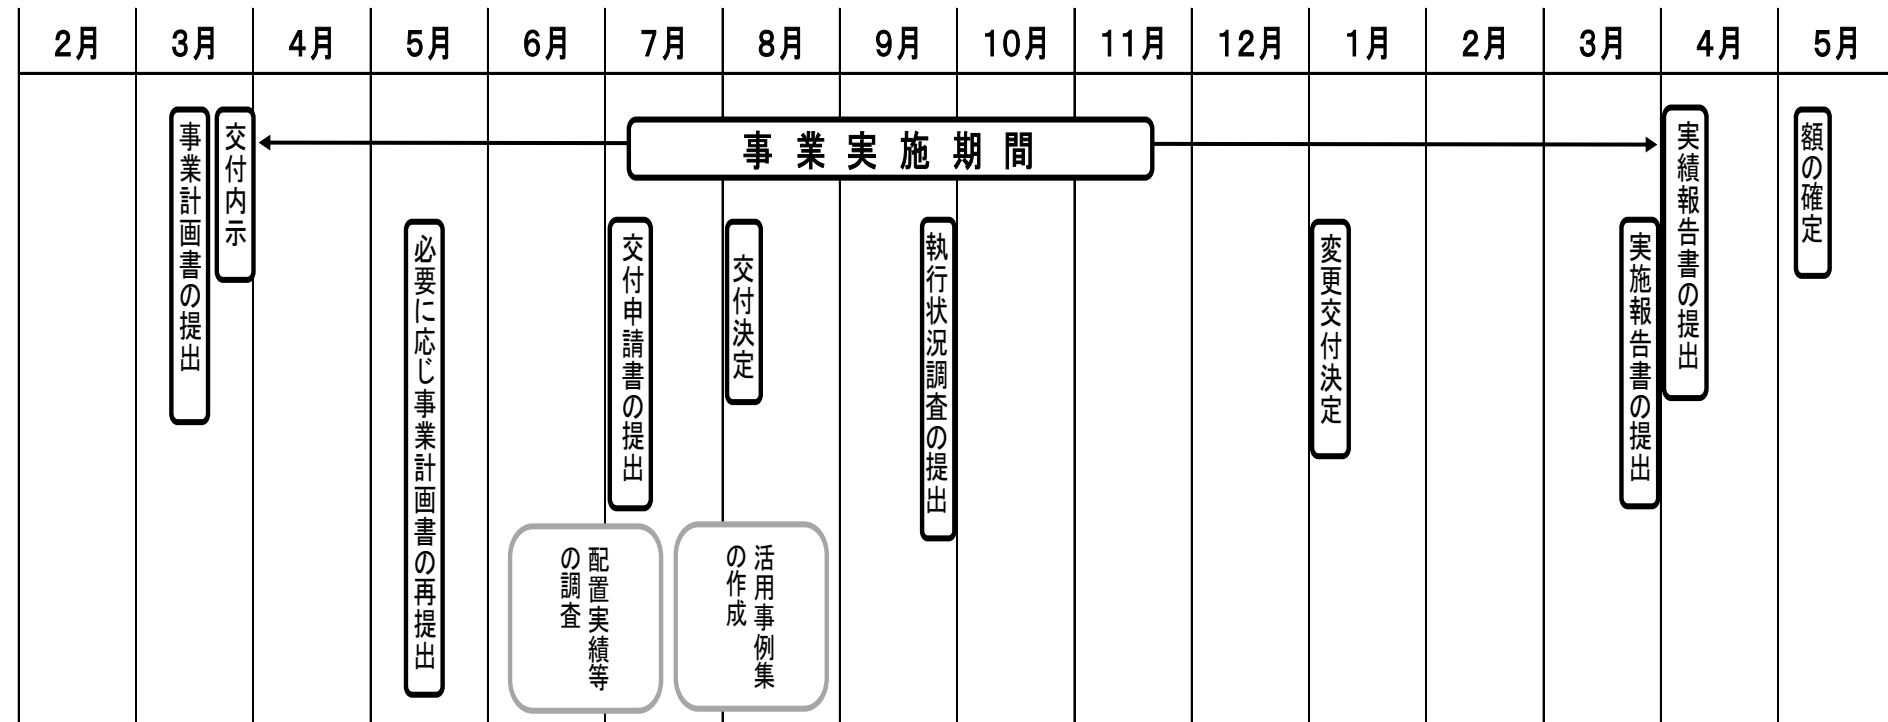 2月 3月 4月 5月 6月 7月 8月 9月 10月 11月 12月 1月 2月 3月 4月 5月
事業計画書の提出
交付内示
事業実施期間
必要に応じ事業計画書の再提出
配置実績等
の調査
交付申請書の提出
交付決定
活用事例集
の作成
執行状況調査の提出
変更交付決定
実施報告書の提出
実績報告書の提出
額の確定